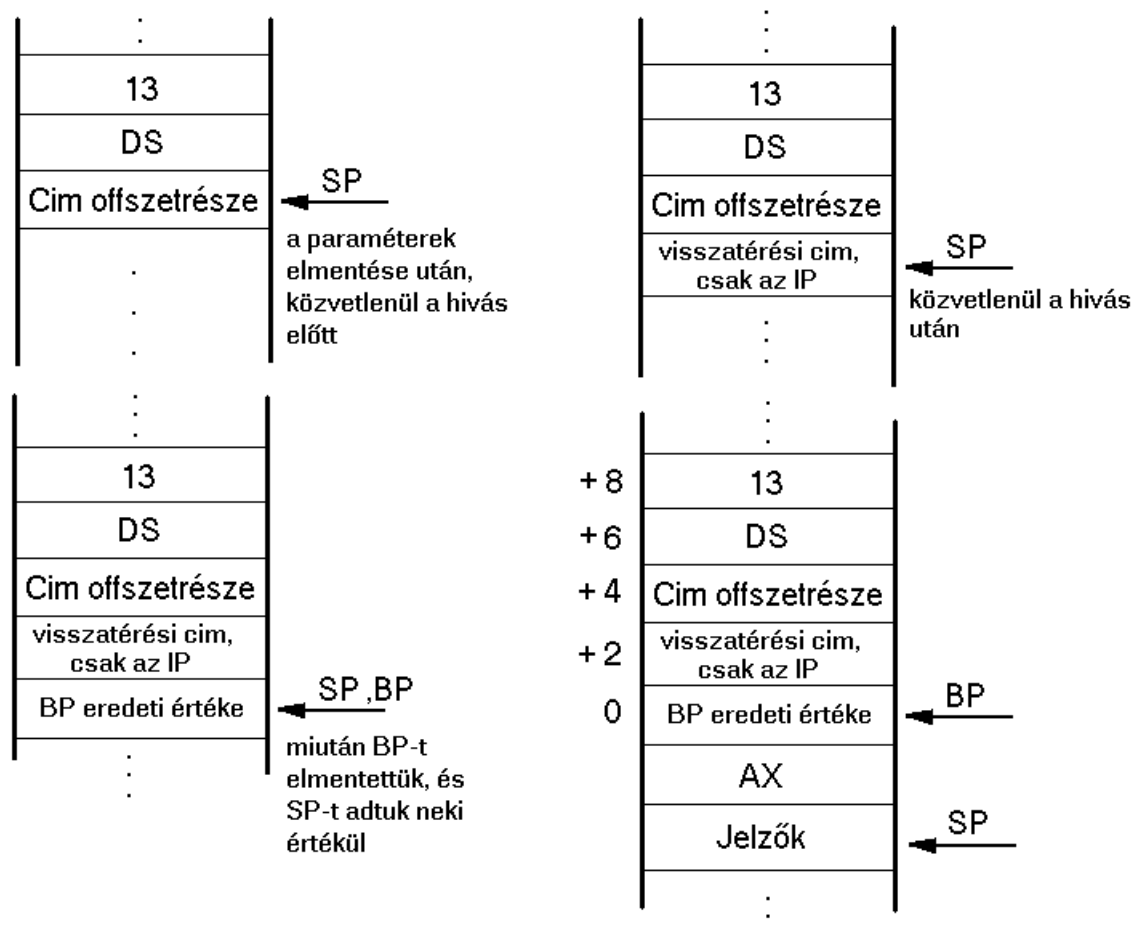 13
DS
Cim offszetrésze
SP
a paraméterek
elmentése után,
közvetlenül a hivás
előtt
13
DS
Cim offszetrésze
visszatérési cim,
csak az IP
SP
közvetlenül a hivás
után
13
DS
Cim offszetrésze
visszatérési cim,
csak az IP
BP eredeti értéke
SP ,BP
miután BP-t
elmentettük, és
SP-t adtuk neki
értékül
+ 8 13
+ 6 DS
+ 4 Cim offszetrésze
+ 2 visszatérési cim,
csak az IP
0 BP eredeti értéke BP
AX
Jelzők SP